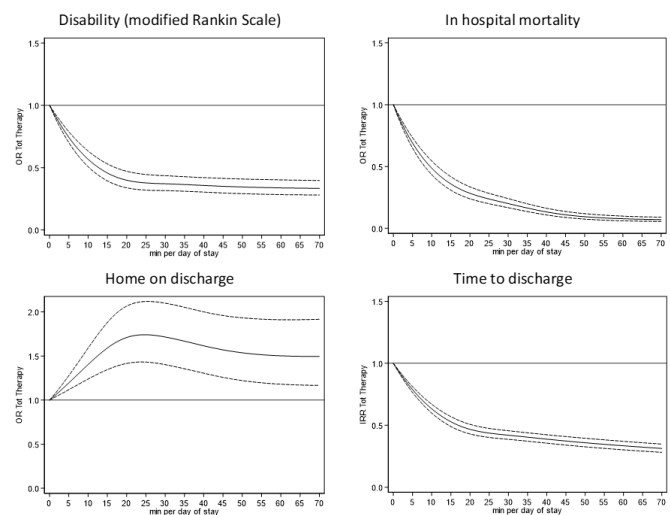 Disability (modified Rankin Scale)
1.5
1.0
0.5
0.0
OR Tot Therapy
0 5 10 15 20 25 30 35 40 45 50 55 60 65 70
min per day of stay
In hospital mortality
1.5
1.0
0.5
0.0
OR Tot Therapy
0 5 10 15 20 25 30 35 40 45 50 55 60 65 70
min per day of stay
Home on discharge
2.0
1.5
1.0
0.5
0.0
OR Tot Therapy
0 5 10 15 20 25 30 35 40 45 50 55 60 65 70
min per day of stay
Time to discharge
1.5
1.0
0.5
0.0
IRR Tot Therapy
0 5 10 15 20 25 30 35 40 45 50 55 60 65 70
min per day of stay